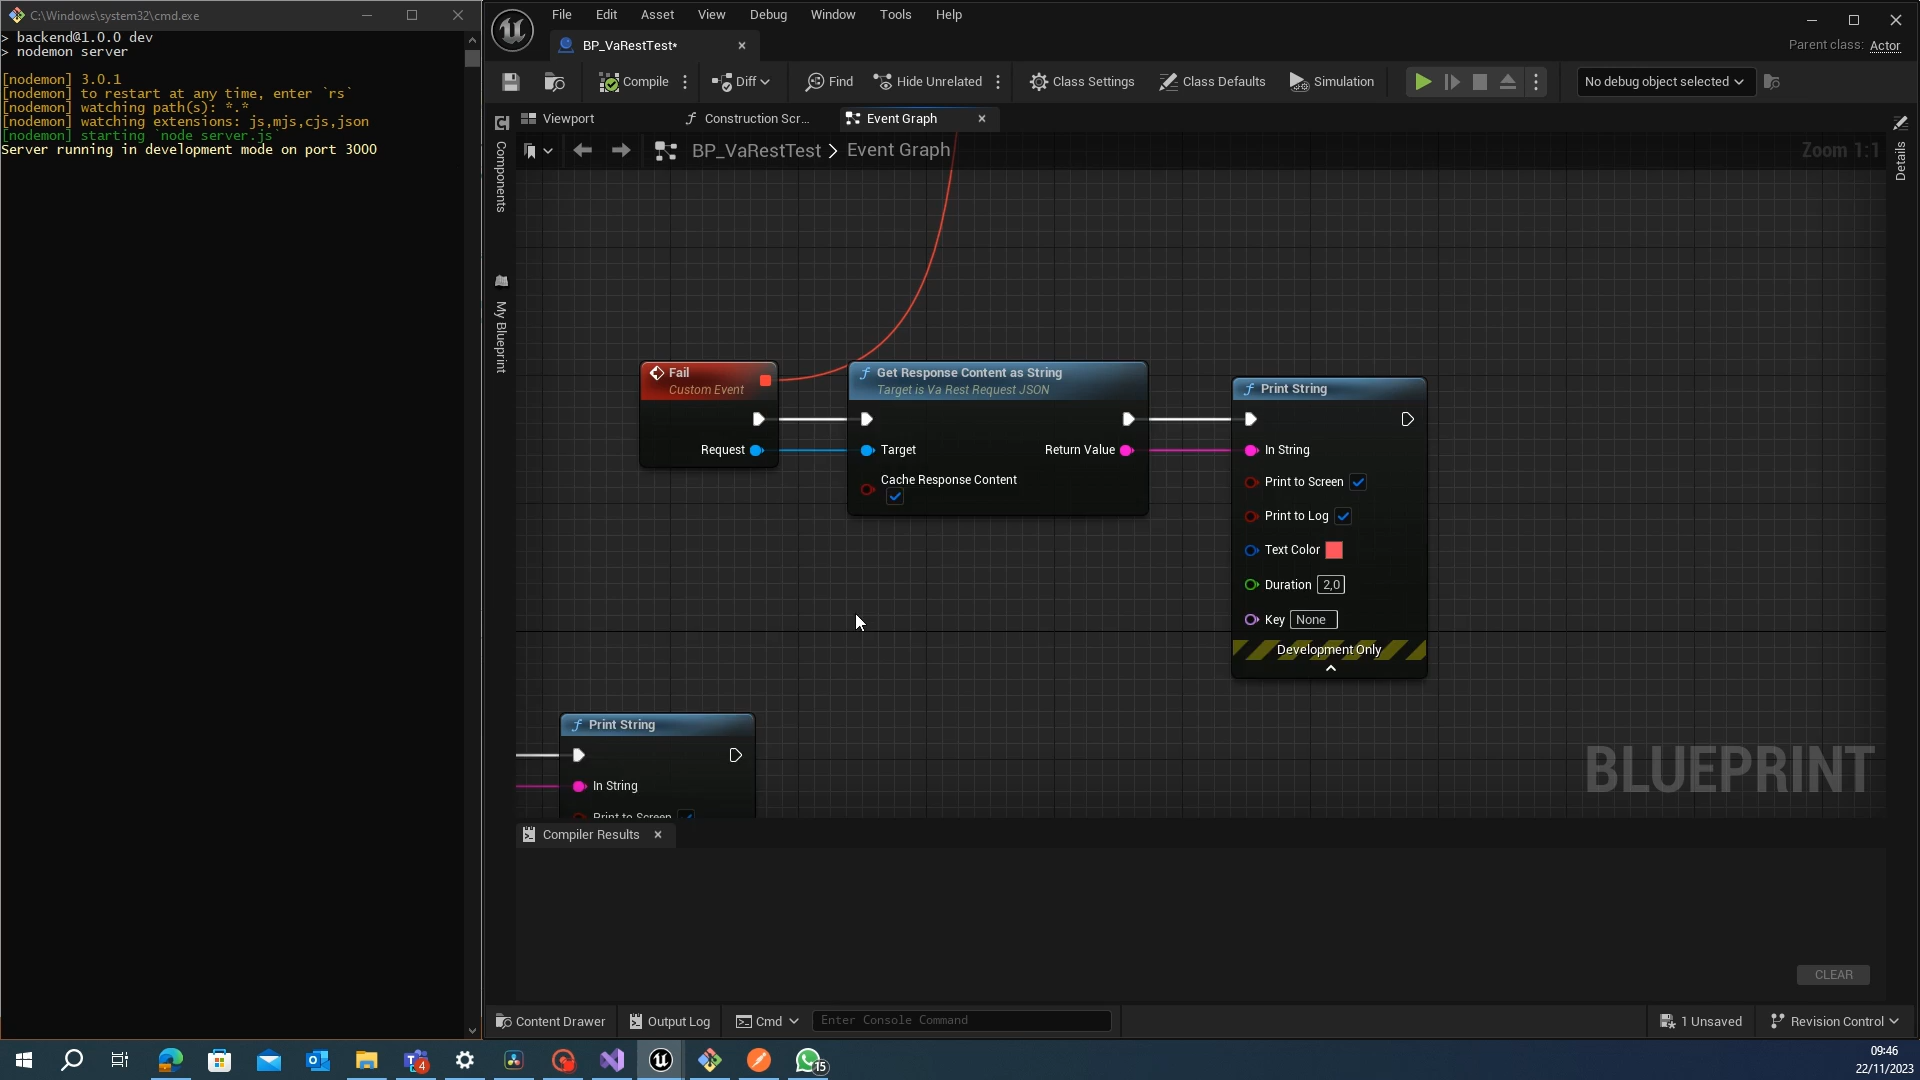 C:\Windows\system32\cmd.exe
> backend@1.0.0 dev
> nodemon server
[nodemon] 3.0.1
[nodemon] to restart at any time, enter `rs`
[nodemon] watching path(s): *.*
[nodemon] watching extensions: js,mjs,cjs,json
[nodemon] starting `node server.js`
Server running in development mode on port 3000
File Edit Asset View Debug Window Tools Help
BP_VaRestTest*
Parent class: Actor
Compile Diff Find Hide Unrelated Class Settings Class Defaults Simulation No debug object selected
Viewport Construction Scr... Event Graph
BP_VaRestTest > Event Graph
Zoom 1:1
Components
My Blueprint
Details
Fail
Custom Event
Request
Get Response Content as String
Target is Va Rest Request JSON
Target
Return Value
Cache Response Content
Print String
In String
Print to Screen
Print to Log
Text Color
Duration 2,0
Key None
Development Only
Print String
In String
Print to Screen
BLUEPRINT
Compiler Results
CLEAR
Content Drawer Output Log Cmd Enter Console Command 1 Unsaved Revision Control
4
15
09:46
22/11/2023